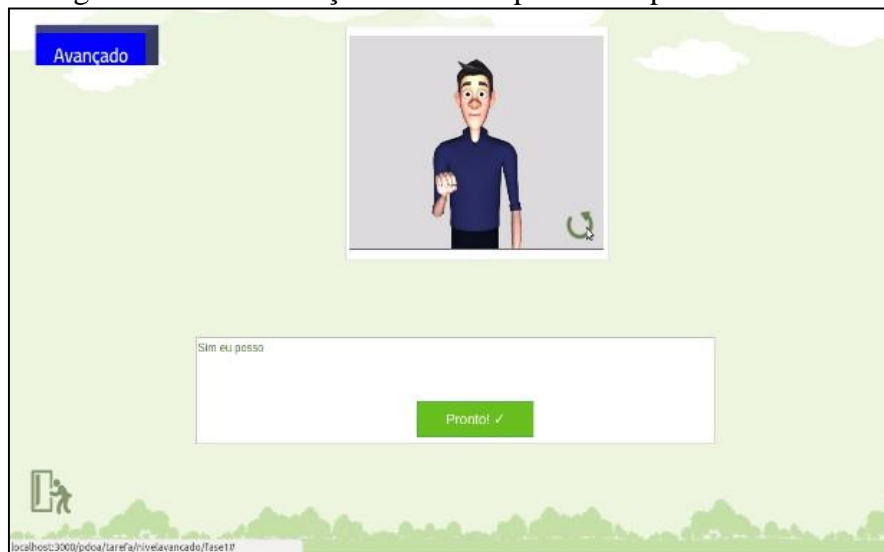 Avançado
Sim eu posso
Pronto! ✓
localhost:3000/pdoa/tarefa/nivelavancado/fase1#